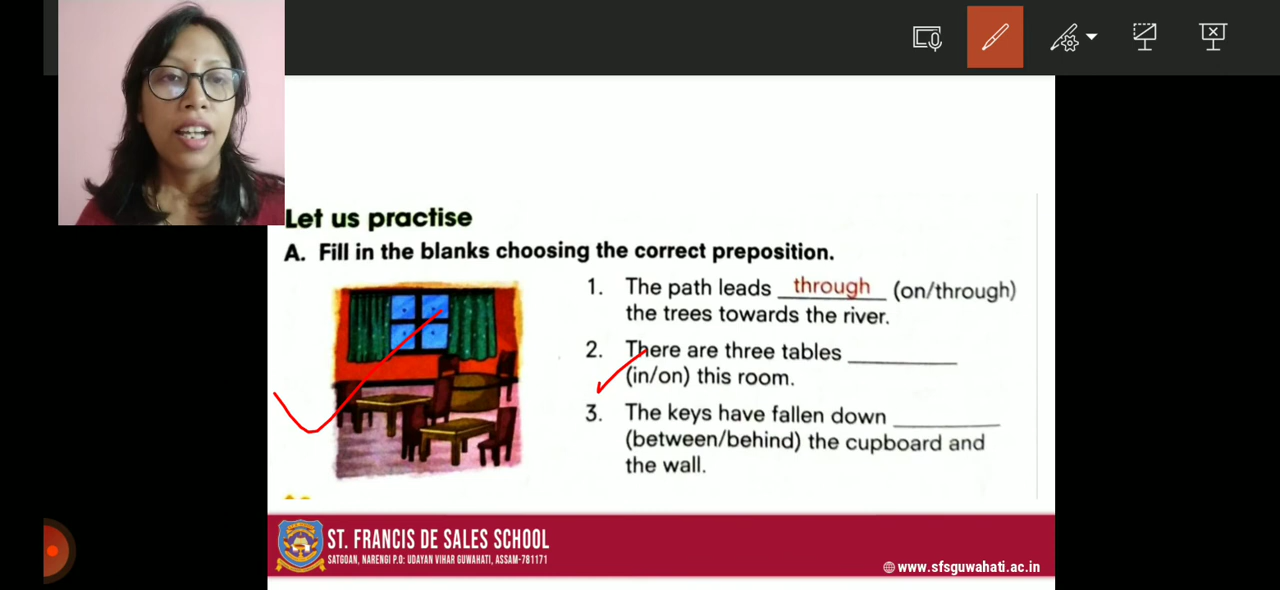 Let us practise
A. Fill in the blanks choosing the correct preposition.
1. The path leads through (on/through)
the trees towards the river.
2. There are three tables __________
(in/on) this room.
3. The keys have fallen down __________
(between/behind) the cupboard and
the wall.
ST. FRANCIS DE SALES SCHOOL
SATGOAN, NARENGI P.O: UDAYAN VIHAR GUWAHATI, ASSAM-781171
www.sfsguwahati.ac.in